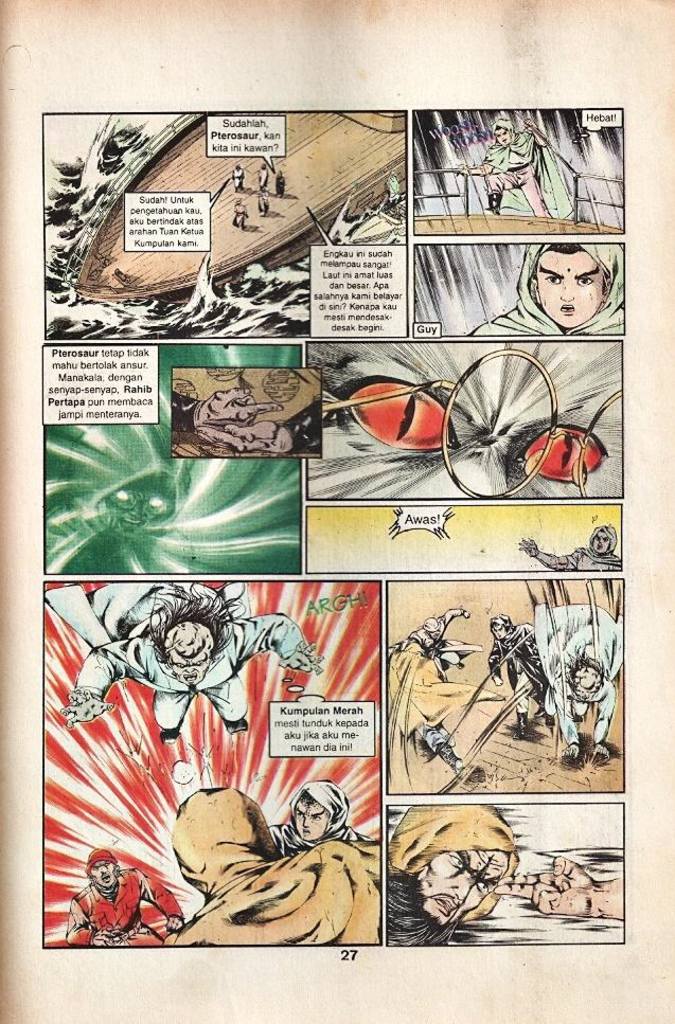 Sudahlah,
Pterosaur, kan
kita ini kawan?
Sudah! Untuk
pengetahuan kau,
aku bertindak atas
arahan Tuan Ketua
Kumpulan kami.
Engkau ini sudah
melampau sangat!
Laut ini amat luas
dan besar. Apa
salahnya kami belayar
di sini? Kenapa kau
mesti mendesak-
desak begini.
Hebat!
Guy
Pterosaur tetap tidak
mahu bertolak ansur.
Manakala, dengan
senyap-senyap, Rahib
Pertapa pun membaca
jampi menteranya.
Awas!
ARGH!
Kumpulan Merah
mesti tunduk kepada
aku jika aku me-
nawan dia ini!
27